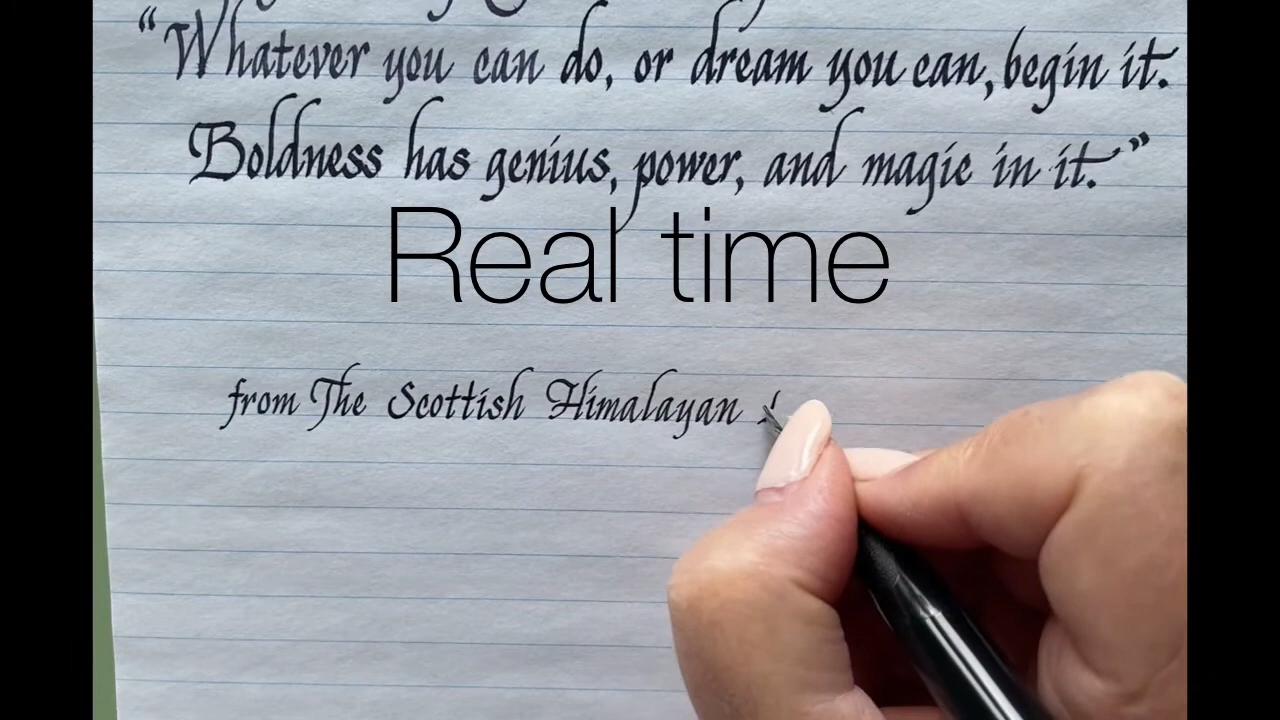 “Whatever you can do, or dream you can, begin it.
Boldness has genius, power, and magic in it.”
Real time
from The Scottish Himalayan